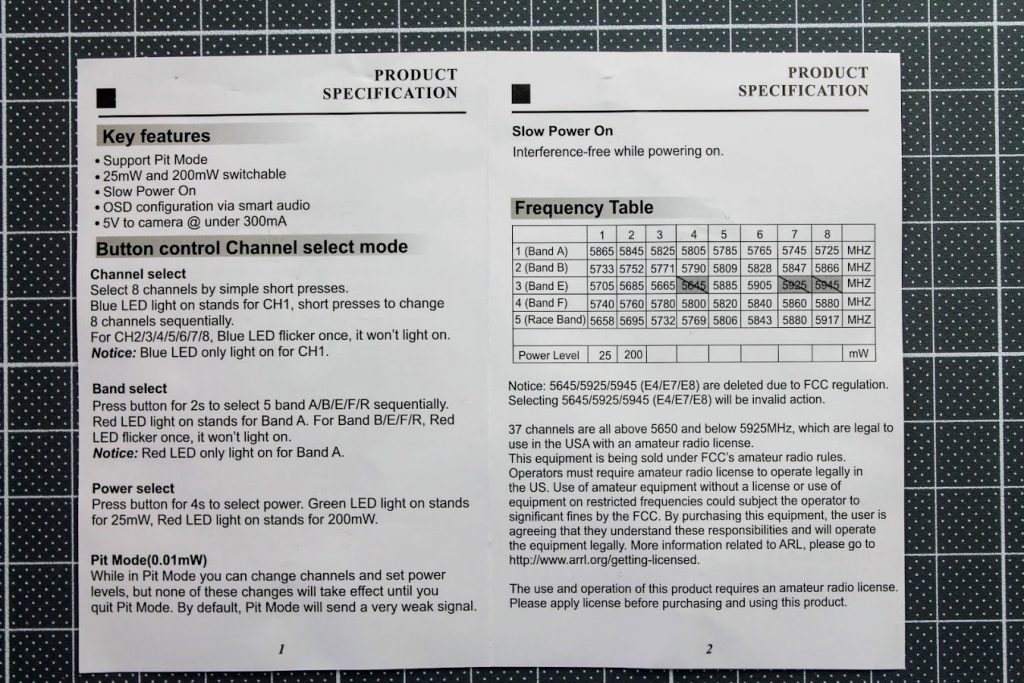 PRODUCT
SPECIFICATION
Key features
• Support Pit Mode
• 25mW and 200mW switchable
• Slow Power On
• OSD configuration via smart audio
• 5V to camera @ under 300mA
Button control Channel select mode
Channel select
Select 8 channels by simple short presses.
Blue LED light on stands for CH1, short presses to change
8 channels sequentially.
For CH2/3/4/5/6/7/8, Blue LED flicker once, it won't light on.
Notice: Blue LED only light on for CH1.
Band select
Press button for 2s to select 5 band A/B/E/F/R sequentially.
Red LED light on stands for Band A. For Band B/E/F/R, Red
LED flicker once, it won't light on.
Notice: Red LED only light on for Band A.
Power select
Press button for 4s to select power. Green LED light on stands
for 25mW, Red LED light on stands for 200mW.
Pit Mode(0.01mW)
While in Pit Mode you can change channels and set power
levels, but none of these changes will take effect until you
quit Pit Mode. By default, Pit Mode will send a very weak signal.
1
PRODUCT
SPECIFICATION
Slow Power On
Interference-free while powering on.
Frequency Table
1 2 3 4 5 6 7 8
1 (Band A) 5865 5845 5825 5805 5785 5765 5745 5725 MHZ
2 (Band B) 5733 5752 5771 5790 5809 5828 5847 5866 MHZ
3 (Band E) 5705 5685 5665 5645 5885 5905 5925 5945 MHZ
4 (Band F) 5740 5760 5780 5800 5820 5840 5860 5880 MHZ
5 (Race Band) 5658 5695 5732 5769 5806 5843 5880 5917 MHZ
Power Level 25 200 mW
Notice: 5645/5925/5945 (E4/E7/E8) are deleted due to FCC regulation.
Selecting 5645/5925/5945 (E4/E7/E8) will be invalid action.
37 channels are all above 5650 and below 5925MHz, which are legal to
use in the USA with an amateur radio license.
This equipment is being sold under FCC's amateur radio rules.
Operators must require amateur radio license to operate legally in
the US. Use of amateur equipment without a license or use of
equipment on restricted frequencies could subject the operator to
significant fines by the FCC. By purchasing this equipment, the user is
agreeing that they understand these responsibilities and will operate
the equipment legally. More information related to ARL, please go to
http://www.arrl.org/getting-licensed.
The use and operation of this product requires an amateur radio license.
Please apply license before purchasing and using this product.
2